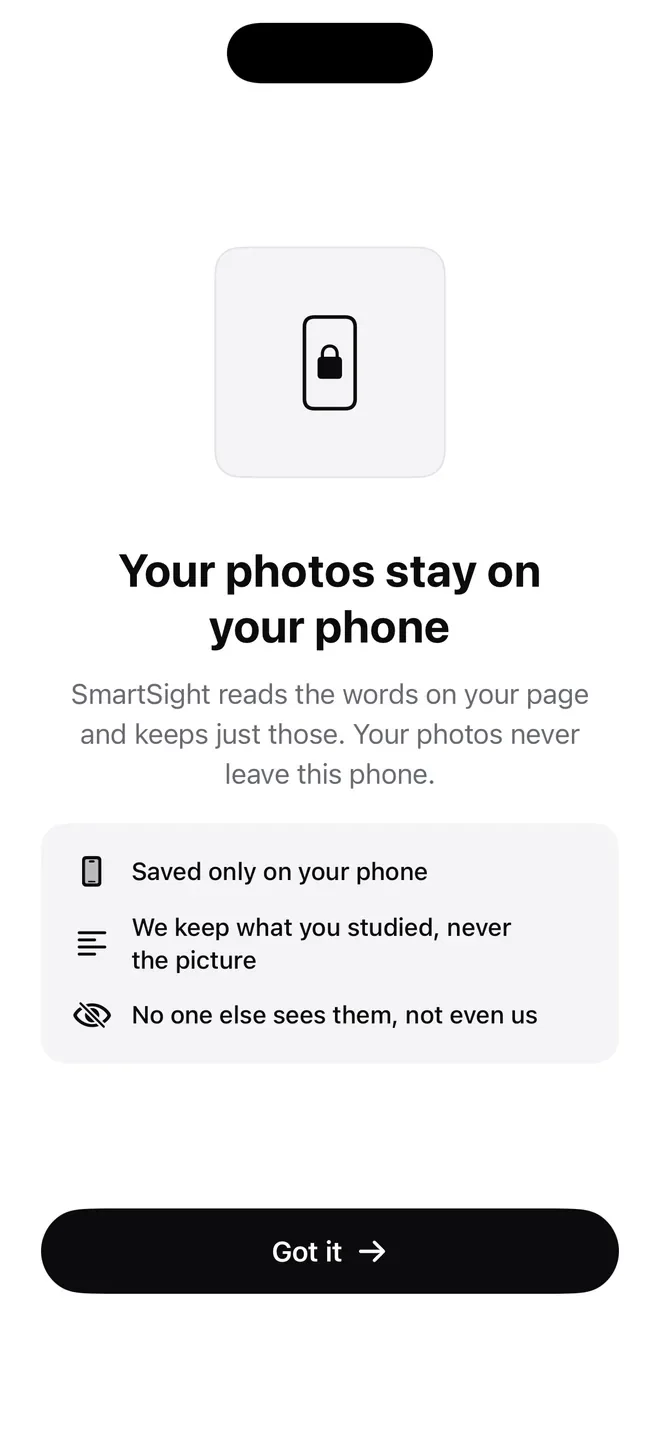 Your photos stay on
your phone
SmartSight reads the words on your page
and keeps just those. Your photos never
leave this phone.
Saved only on your phone
We keep what you studied, never
the picture
No one else sees them, not even us
Got it →